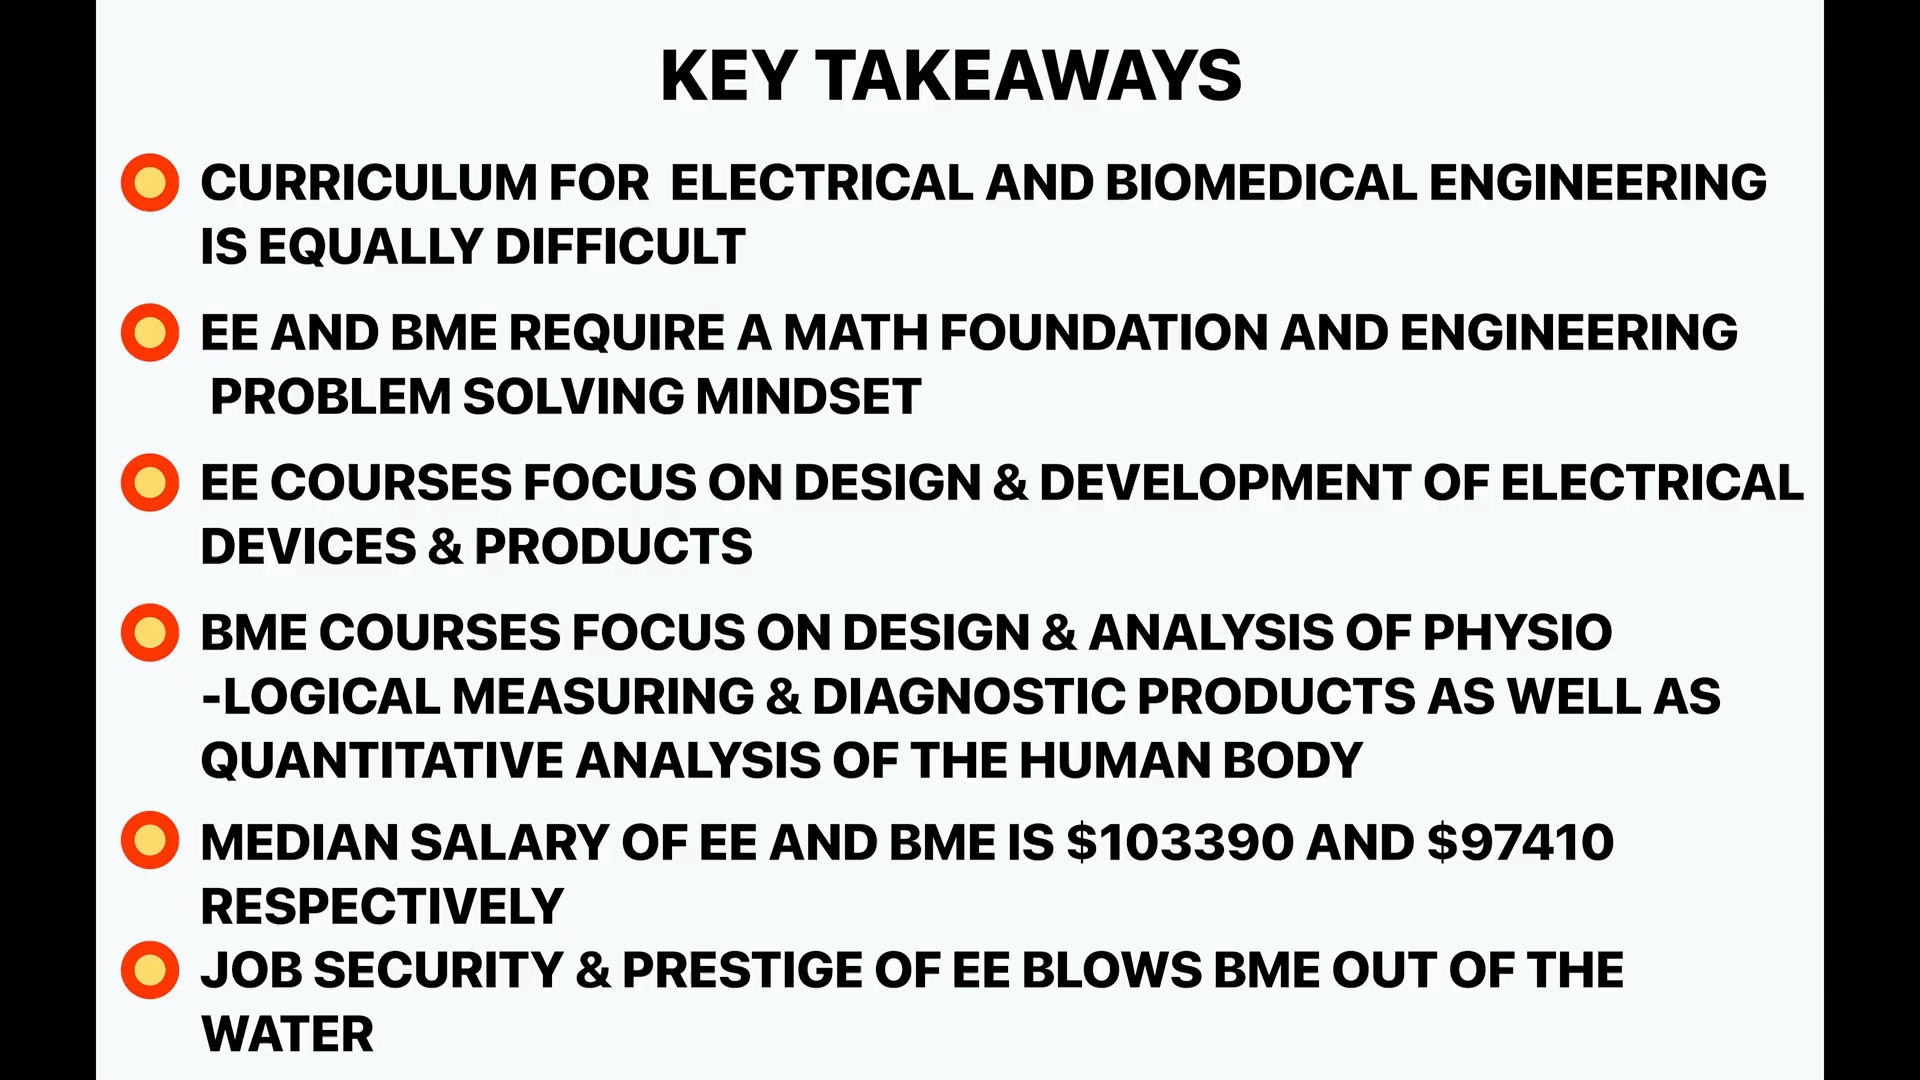 KEY TAKEAWAYS
CURRICULUM FOR  ELECTRICAL AND BIOMEDICAL ENGINEERING
IS EQUALLY DIFFICULT
EE AND BME REQUIRE A MATH FOUNDATION AND ENGINEERING
PROBLEM SOLVING MINDSET
EE COURSES FOCUS ON DESIGN & DEVELOPMENT OF ELECTRICAL
DEVICES & PRODUCTS
BME COURSES FOCUS ON DESIGN & ANALYSIS OF PHYSIO
-LOGICAL MEASURING & DIAGNOSTIC PRODUCTS AS WELL AS
QUANTITATIVE ANALYSIS OF THE HUMAN BODY
MEDIAN SALARY OF EE AND BME IS $103390 AND $97410
RESPECTIVELY
JOB SECURITY & PRESTIGE OF EE BLOWS BME OUT OF THE
WATER